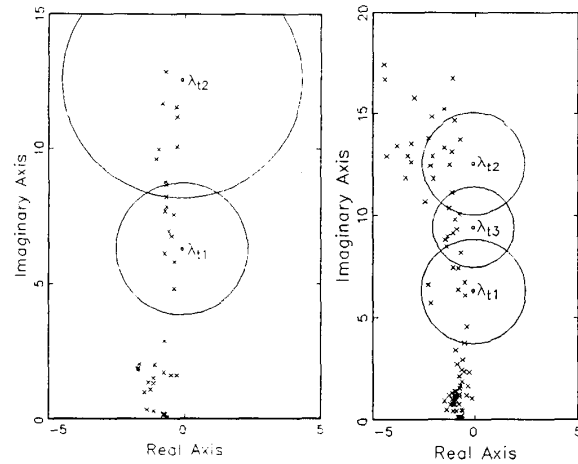 Imaginary Axis
15
10
5
0
λt2
λt1
-5 0 5
Real Axis
Imaginary Axis
20
15
10
5
0
λt2
λt3
λt1
-5 0 5
Real Axis